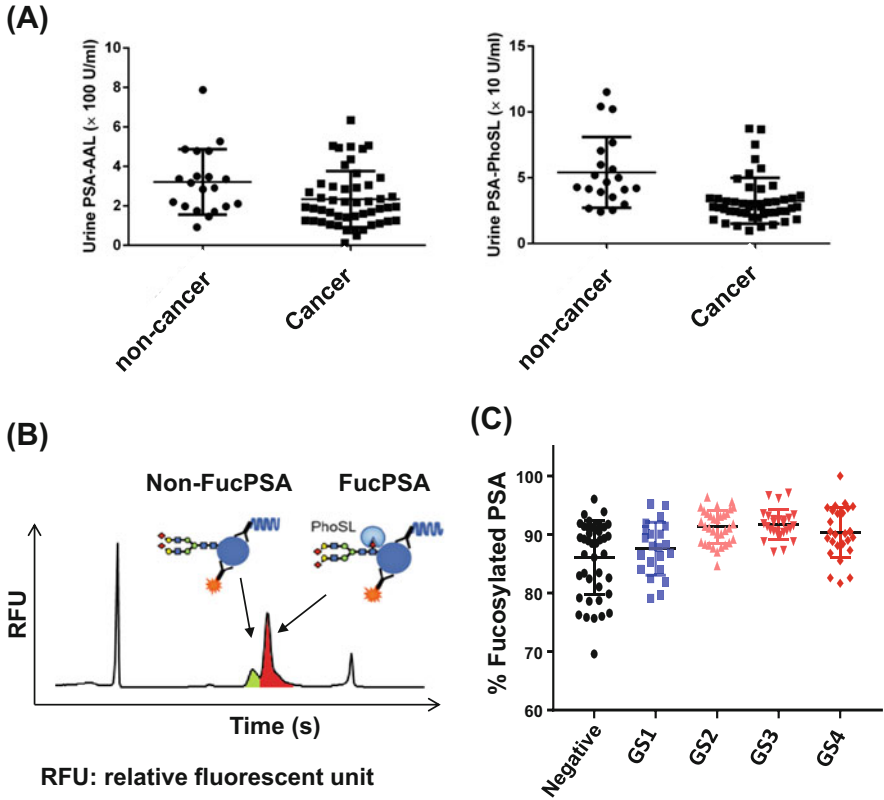 (A)
Urine PSA-AAL (× 100 U/ml)
10
8
6
4
2
0
non-cancer
Cancer
Urine PSA-PhoSL (× 10 U/ml)
15
10
5
0
non-cancer
Cancer
(B)
Non-FucPSA
FucPSA
PhoSL
RFU
Time (s)
RFU: relative fluorescent unit
(C)
% Fucosylated PSA
100
90
80
70
60
Negative
GS1
GS2
GS3
GS4